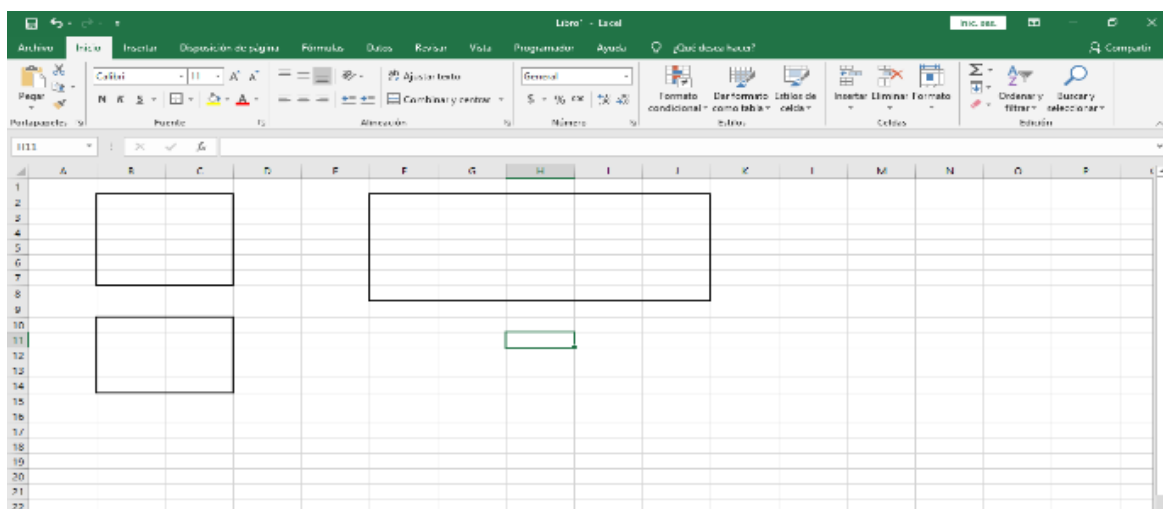 Libro1 - Excel
Inic. ses.
Archivo Inicio Insertar Disposición de página Fórmulas Datos Revisar Vista Programador Ayuda ¿Qué desea hacer? Compartir
Pegar
Calibri 11 A A
N K S A
Ajustar texto
Combinar y centrar
General
$ % 000
Formato condicional
Dar formato como tabla
Estilos de celda
Insertar Eliminar Formato
Ordenar y filtrar
Buscar y seleccionar
Portapapeles Fuente Alineación Número Estilos Celdas Edición
H11 fx
A B C D E F G H I J K L M N O P
1
2
3
4
5
6
7
8
9
10
11
12
13
14
15
16
17
18
19
20
21
22